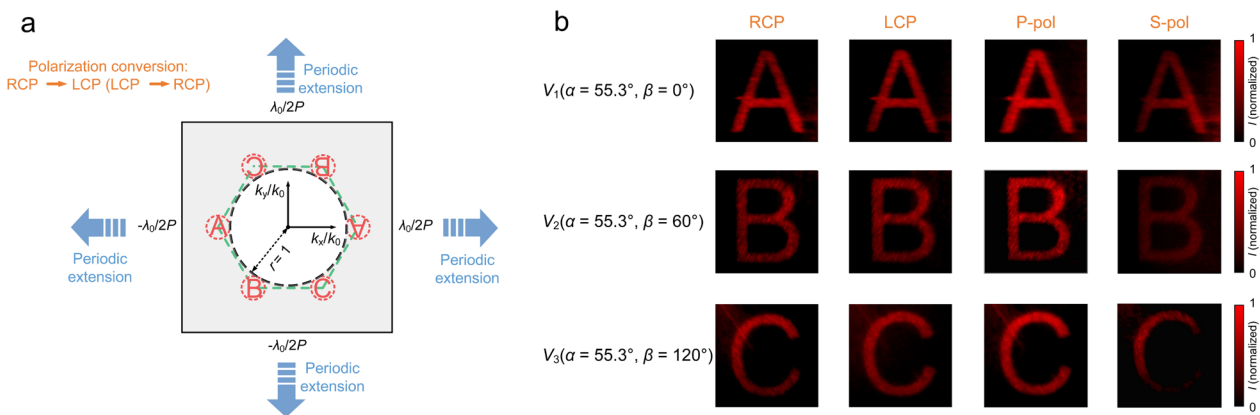 a
Polarization conversion:
RCP → LCP (LCP → RCP)
Periodic
extension
λ₀/2P
C
B
k_y/k₀
-λ₀/2P
A
A
λ₀/2P
k_x/k₀
r = 1
Periodic
extension
Periodic
extension
B
C
-λ₀/2P
Periodic
extension
b
RCP LCP P-pol S-pol
V₁(α = 55.3°, β = 0°)
A A A A
1
I (normalized)
0
V₂(α = 55.3°, β = 60°)
B B B B
1
I (normalized)
0
V₃(α = 55.3°, β = 120°)
C C C C
1
I (normalized)
0